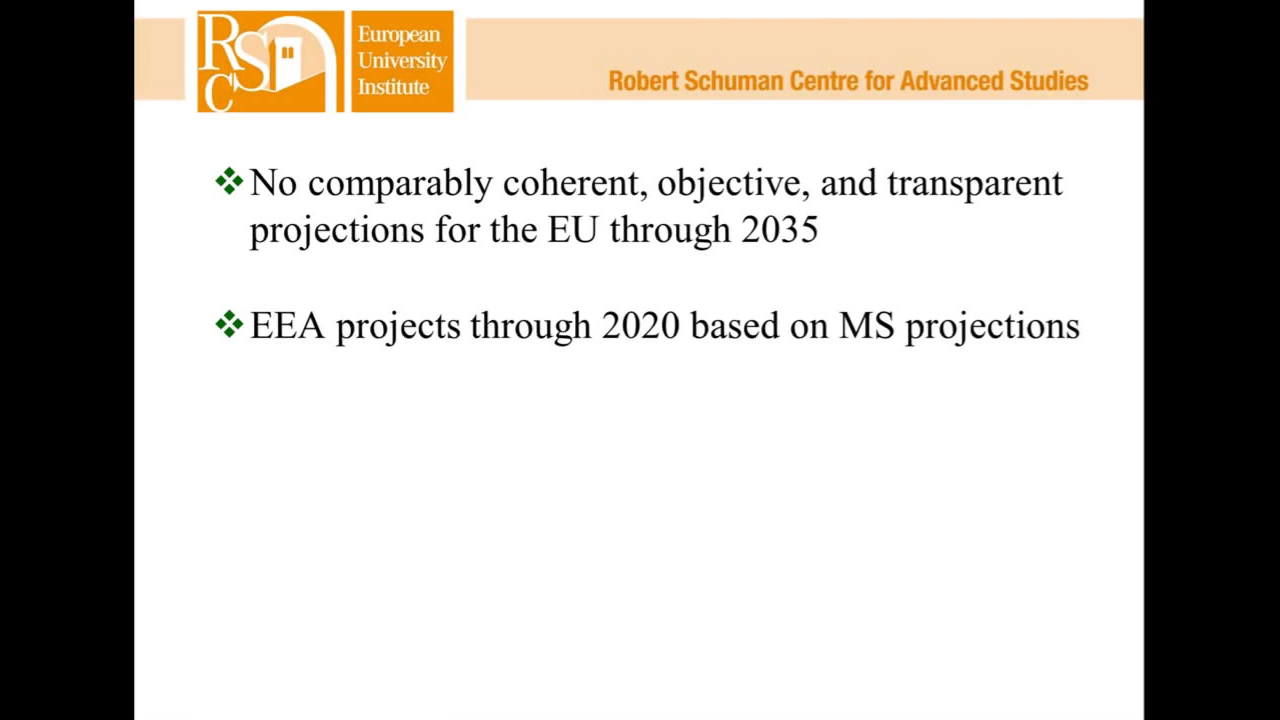 RSC
European
University
Institute
Robert Schuman Centre for Advanced Studies
No comparably coherent, objective, and transparent
projections for the EU through 2035
EEA projects through 2020 based on MS projections